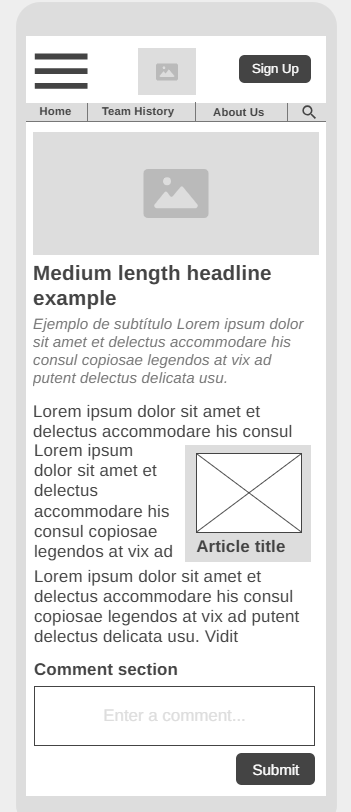 Sign Up
Home Team History About Us
Medium length headline
example
Ejemplo de subtítulo Lorem ipsum dolor
sit amet et delectus accommodare his
consul copiosae legendos at vix ad
putent delectus delicata usu.
Lorem ipsum dolor sit amet et
delectus accommodare his consul
Lorem ipsum
dolor sit amet et
delectus
accommodare his
consul copiosae
legendos at vix ad
Article title
Lorem ipsum dolor sit amet et
delectus accommodare his consul
copiosae legendos at vix ad putent
delectus delicata usu. Vidit
Comment section
Enter a comment...
Submit